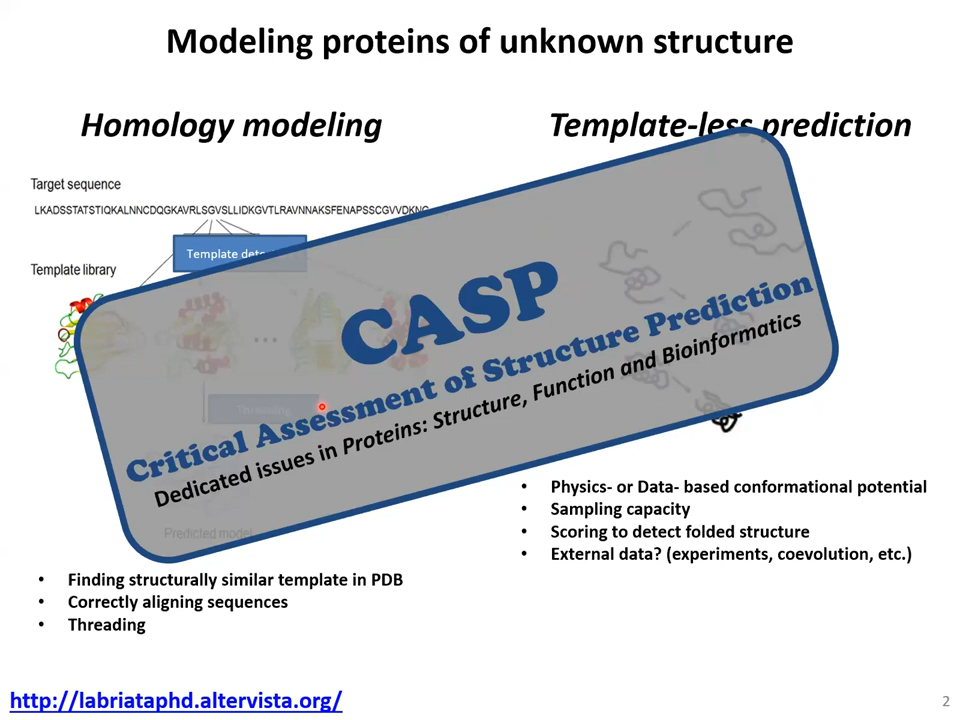 Modeling proteins of unknown structure
Homology modeling
Template-less prediction
Target sequence
LKADSSTATSTIQKALNNCDQGKAVRLSGVSLLIDKGVTLRAVNNAKSFENAPSSCGVVDKNG
Template
Template library
CASP
Critical Assessment of Structure Prediction
Dedicated issues in Proteins: Structure, Function and Bioinformatics
Threading
Predicted model
• Physics- or Data- based conformational potential
• Sampling capacity
• Scoring to detect folded structure
• External data? (experiments, coevolution, etc.)
• Finding structurally similar template in PDB
• Correctly aligning sequences
• Threading
http://labriataphd.altervista.org/
2